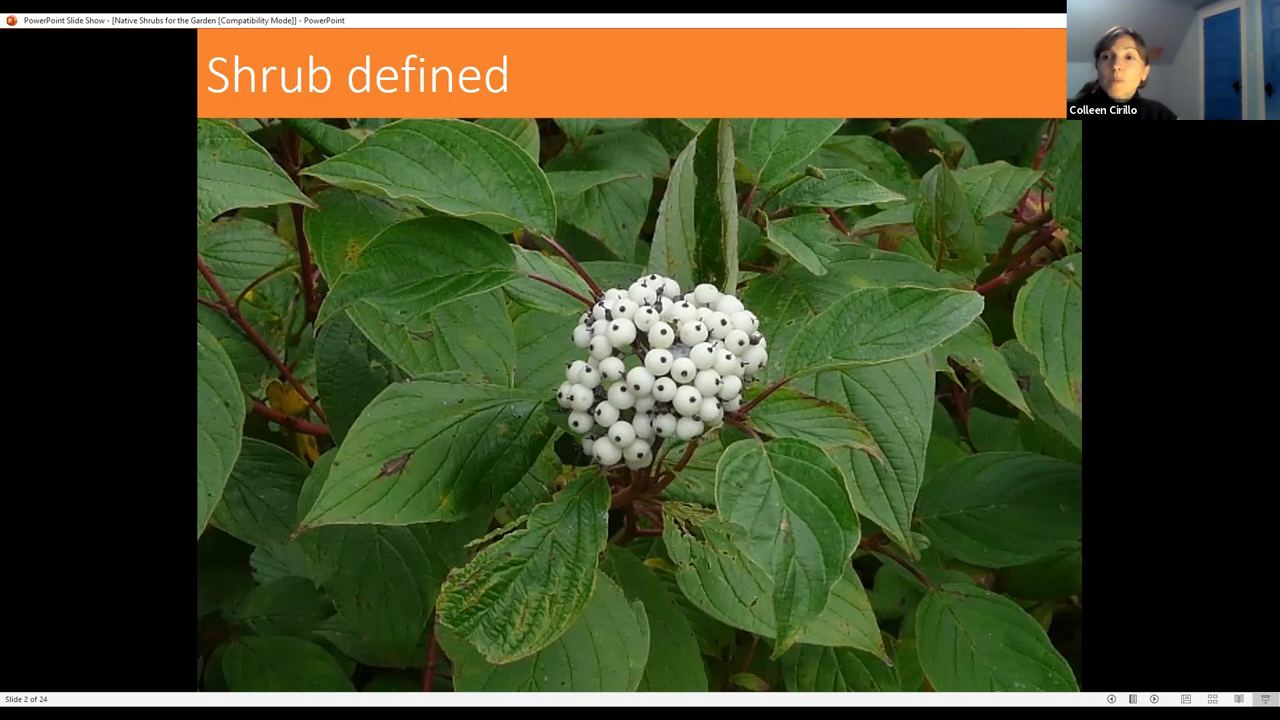 PowerPoint Slide Show - [Native Shrubs for the Garden [Compatibility Mode]] - PowerPoint
Shrub defined
Colleen Cirillo
Slide 2 of 24